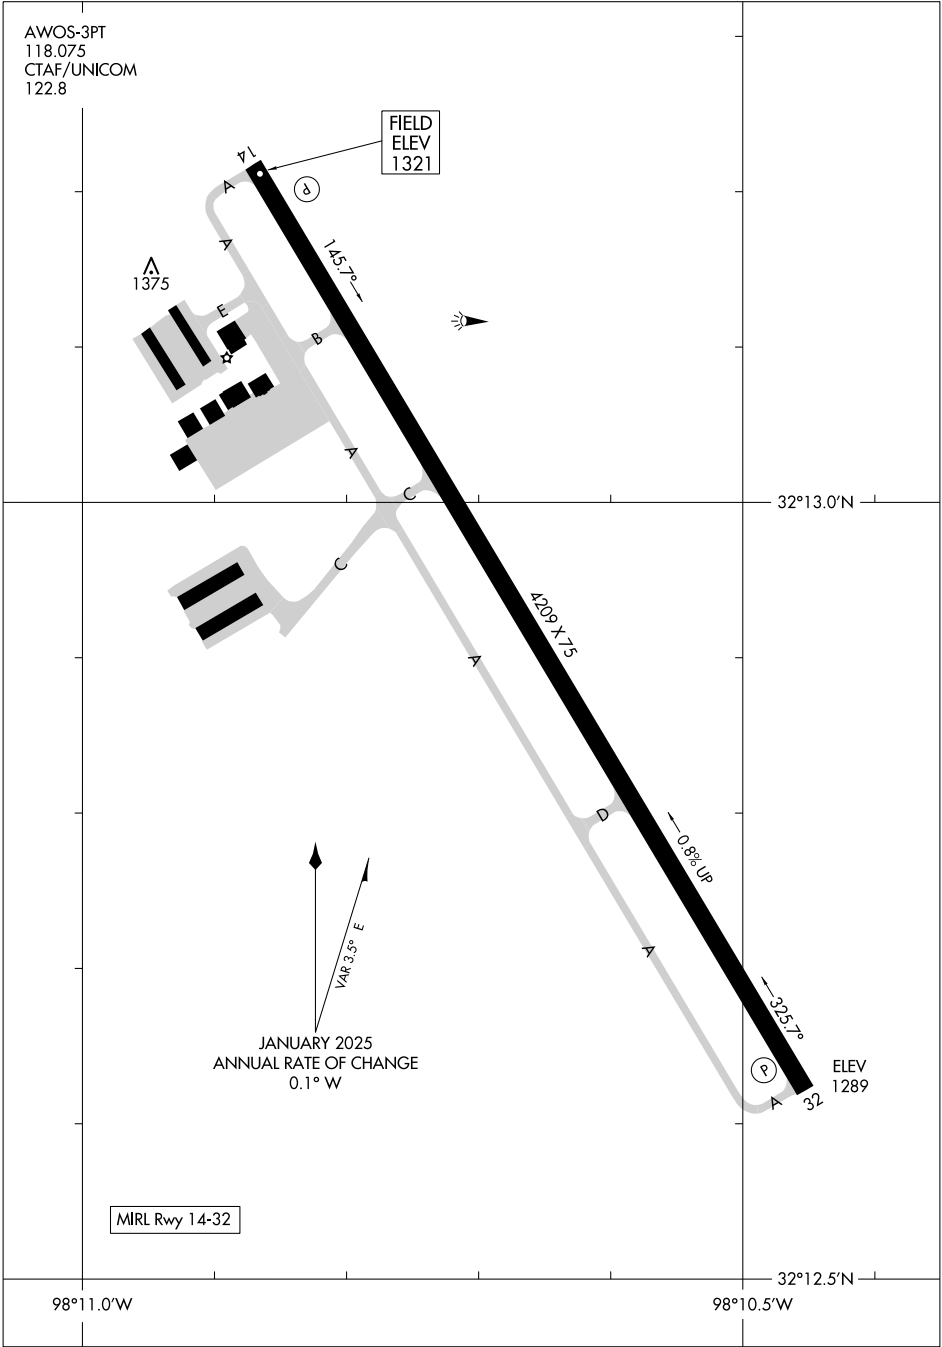 AWOS-3PT
118.075
CTAF/UNICOM
122.8
FIELD
ELEV
1321
14
P
A
A
145.7°
1375
E
B
A
C
32°13.0'N
C
4209 X 75
A
D
0.8% UP
VAR 3.5° E
A
325.7°
JANUARY 2025
ANNUAL RATE OF CHANGE
0.1° W
P
ELEV
1289
A
32
MIRL Rwy 14-32
32°12.5'N
98°11.0'W
98°10.5'W